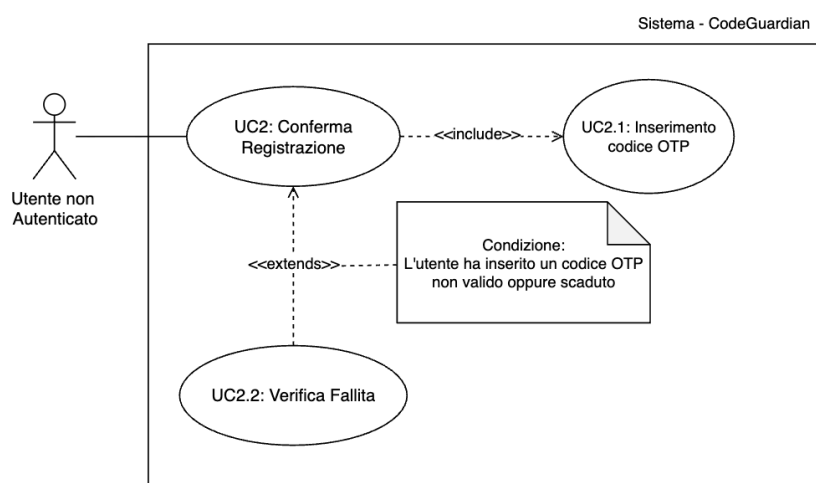 Sistema - CodeGuardian
UC2: Conferma
Registrazione
<<include>>
UC2.1: Inserimento
codice OTP
Utente non
Autenticato
<<extends>>
Condizione:
L'utente ha inserito un codice OTP
non valido oppure scaduto
UC2.2: Verifica Fallita